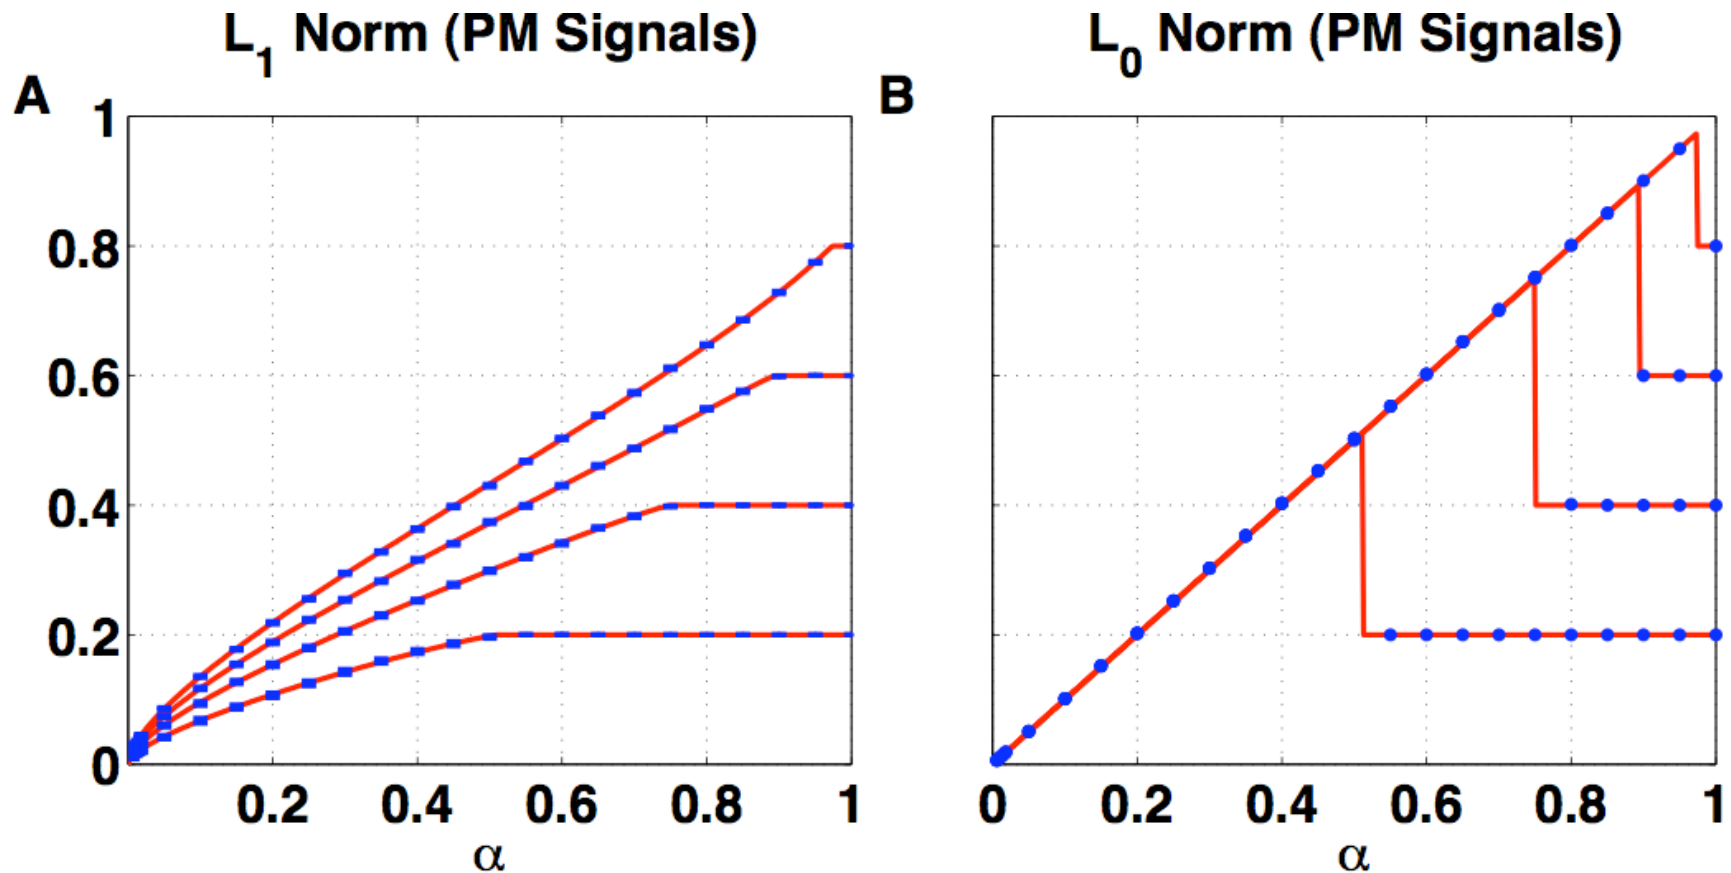 L1 Norm (PM Signals)
L0 Norm (PM Signals)
A
B
1
0.8
0.6
0.4
0.2
0
0.2 0.4 0.6 0.8 1
0 0.2 0.4 0.6 0.8 1
α
α